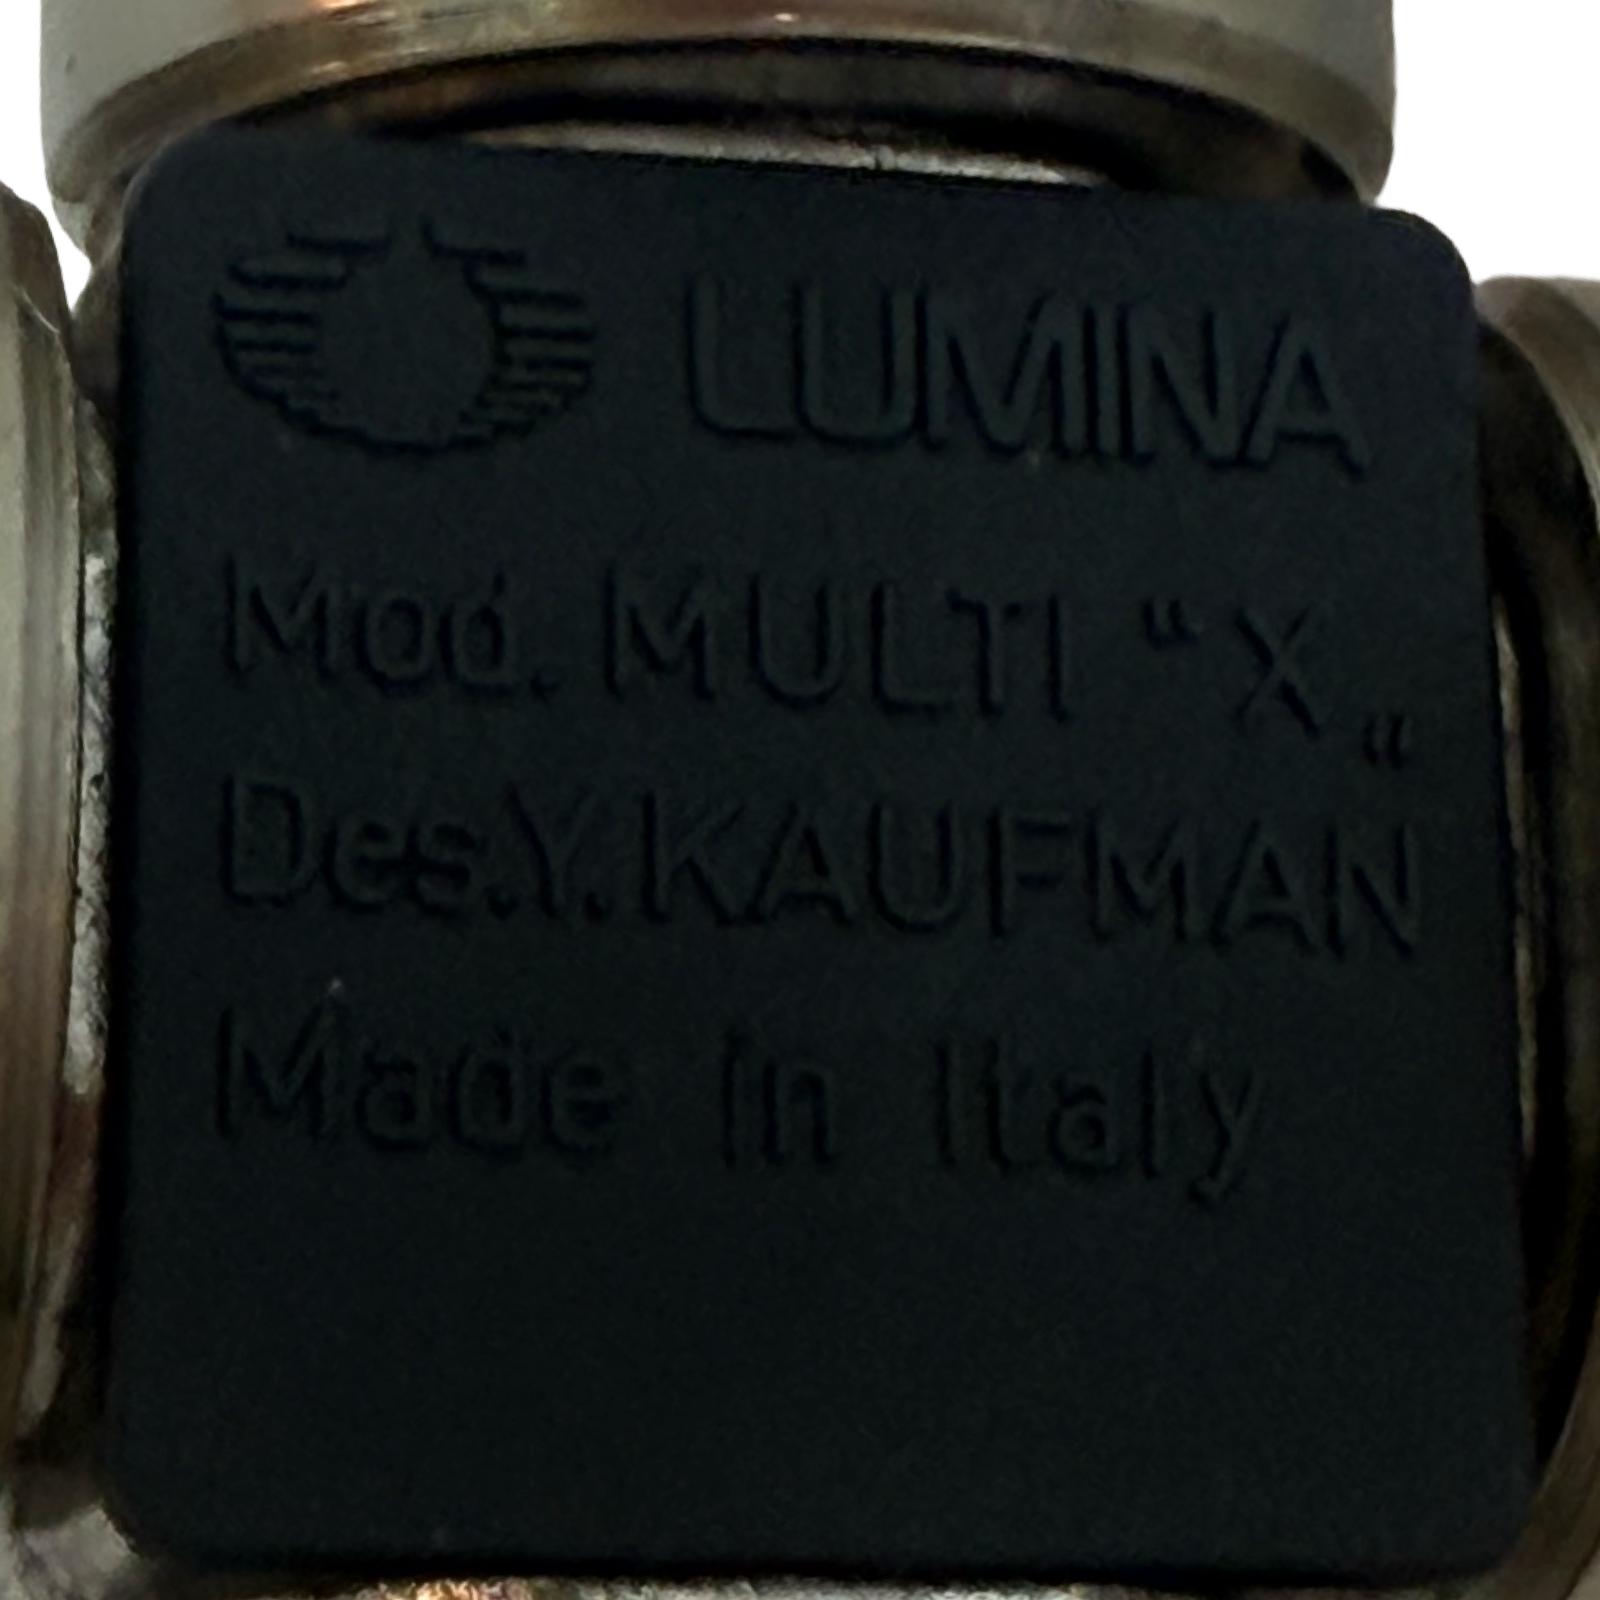 LUMINA
Mod. MULTI “X„
Des.Y.KAUFMAN
Made in Italy